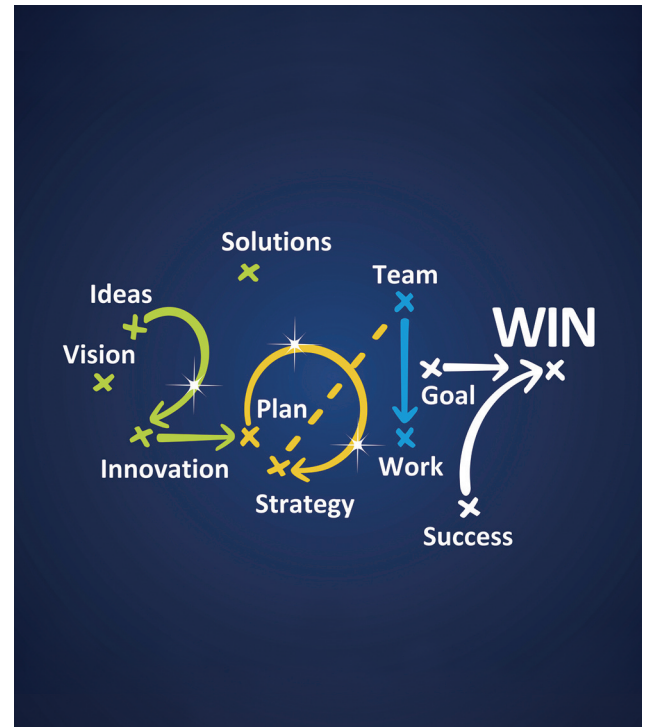 Solutions
Ideas
Team
Vision
WIN
Goal
Plan
Innovation
Work
Strategy
Success